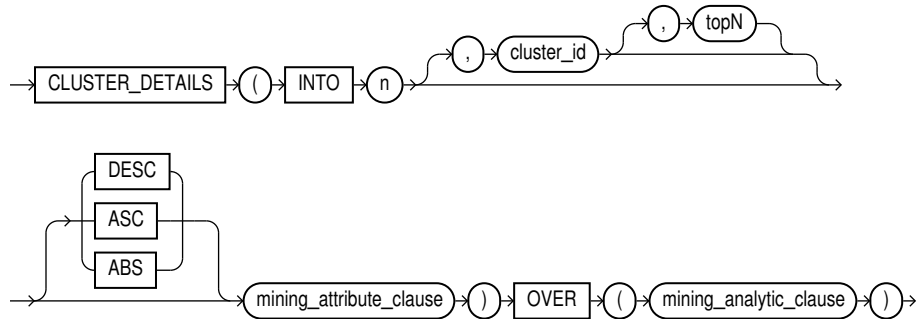 , topN
, cluster_id
CLUSTER_DETAILS ( INTO n
DESC
ASC
ABS
mining_attribute_clause ) OVER ( mining_analytic_clause )